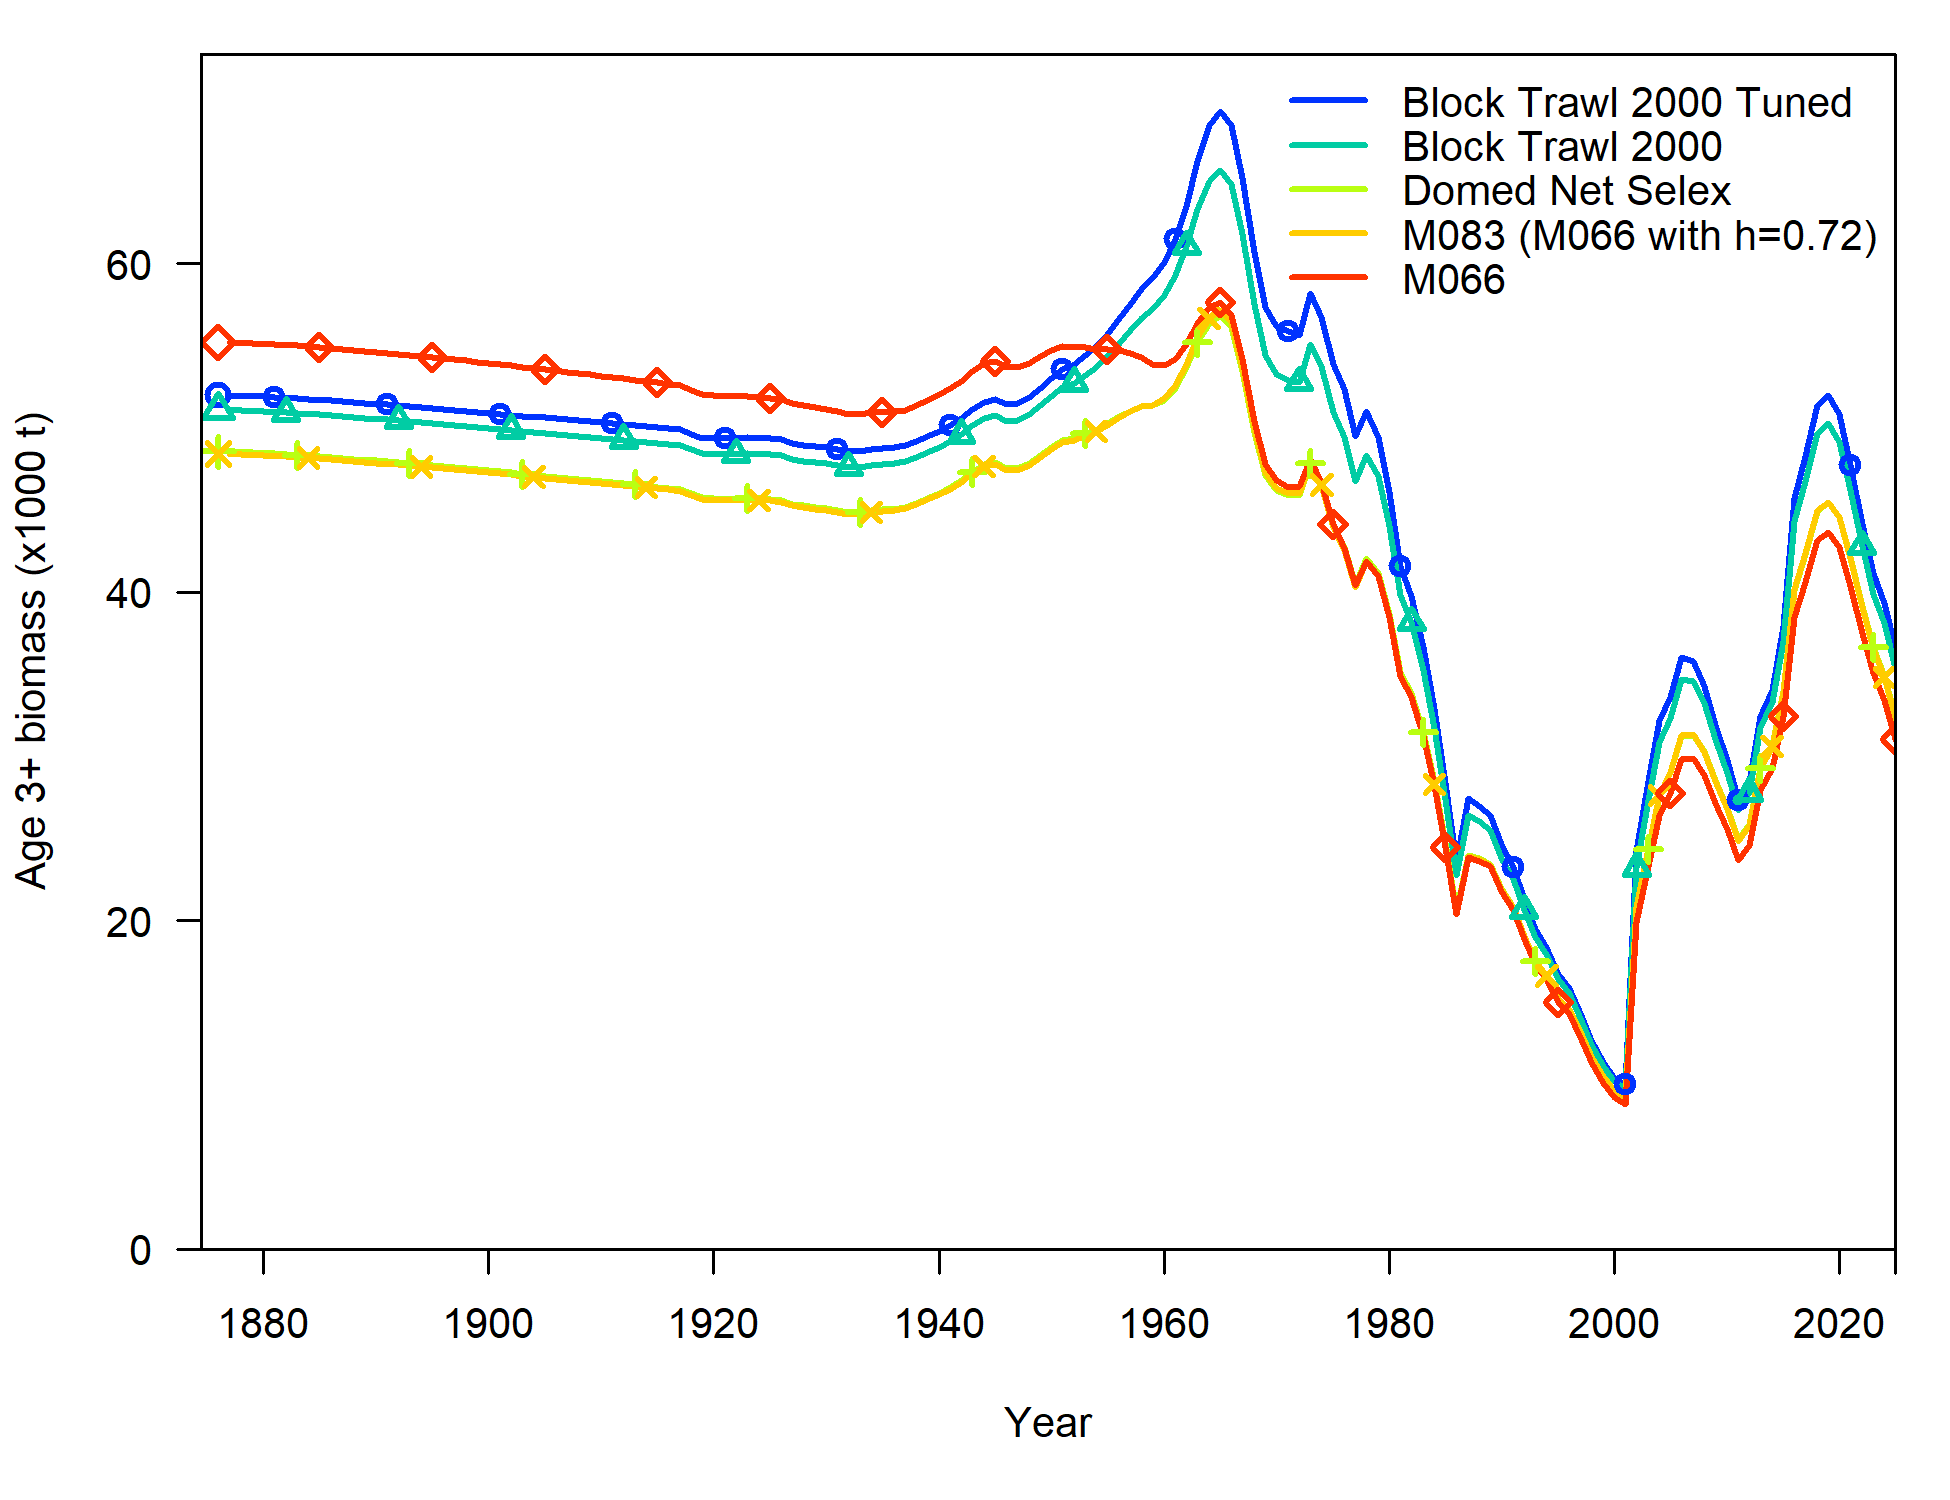 Block Trawl 2000 Tuned
Block Trawl 2000
Domed Net Selex
M083 (M066 with h=0.72)
M066
Age 3+ biomass (x1000 t)
60
40
20
0
1880 1900 1920 1940 1960 1980 2000 2020
Year